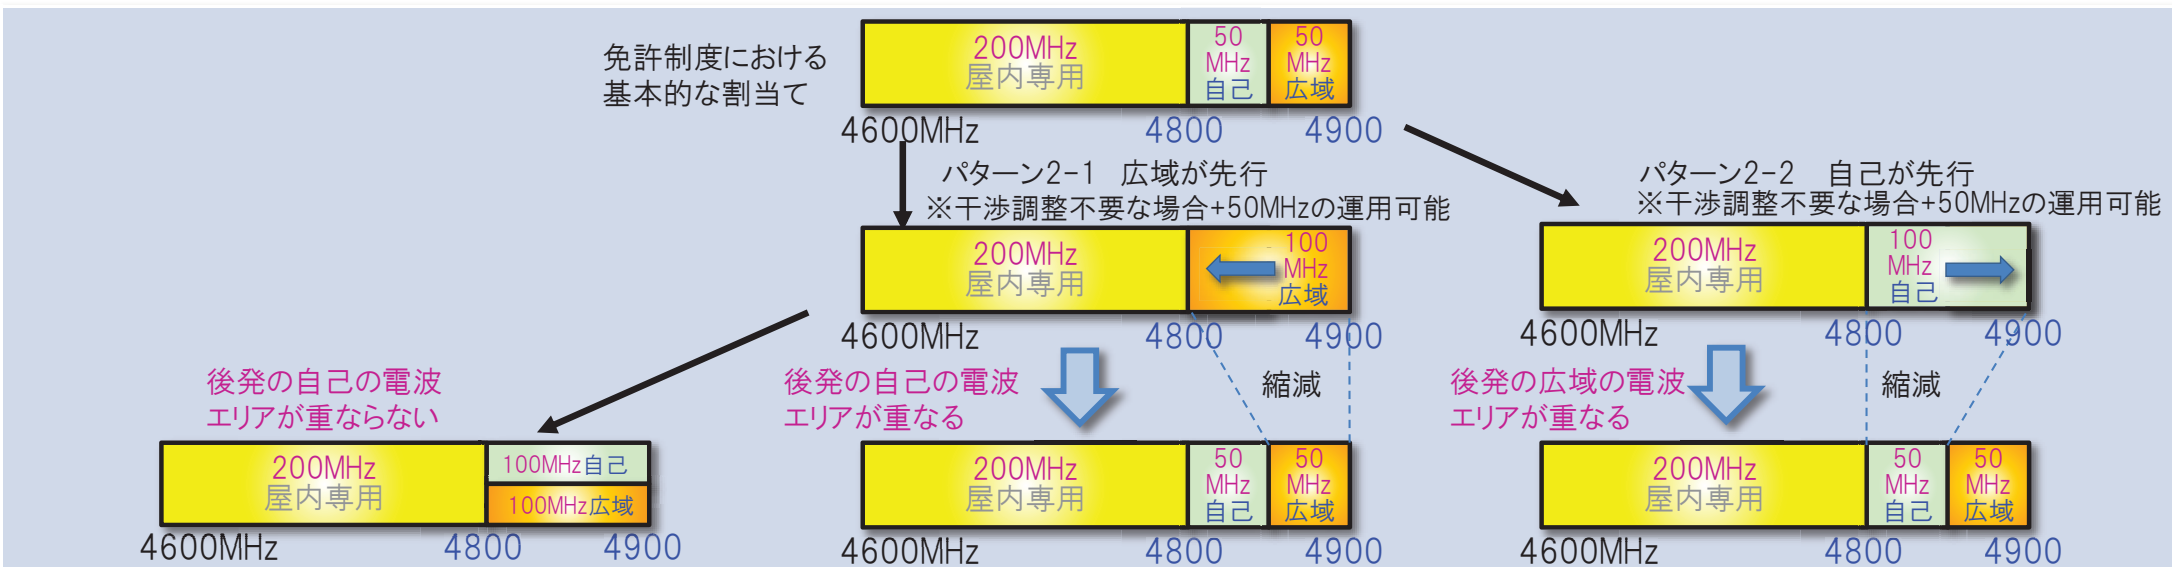 免許制度における
基本的な割当て
200MHz
屋内専用
50
MHz
自己
50
MHz
広域
4600MHz
4800
4900
パターン2-1 広域が先行
※干渉調整不要な場合+50MHzの運用可能
200MHz
屋内専用
100
MHz
広域
4600MHz
4800
4900
パターン2-2 自己が先行
※干渉調整不要な場合+50MHzの運用可能
200MHz
屋内専用
100
MHz
自己
4600MHz
4800
4900
後発の自己の電波
エリアが重ならない
200MHz
屋内専用
100MHz自己
100MHz広域
4600MHz
4800
4900
後発の自己の電波
エリアが重なる
縮減
200MHz
屋内専用
50
MHz
自己
50
MHz
広域
4600MHz
4800
4900
後発の広域の電波
エリアが重なる
縮減
200MHz
屋内専用
50
MHz
自己
50
MHz
広域
4600MHz
4800
4900